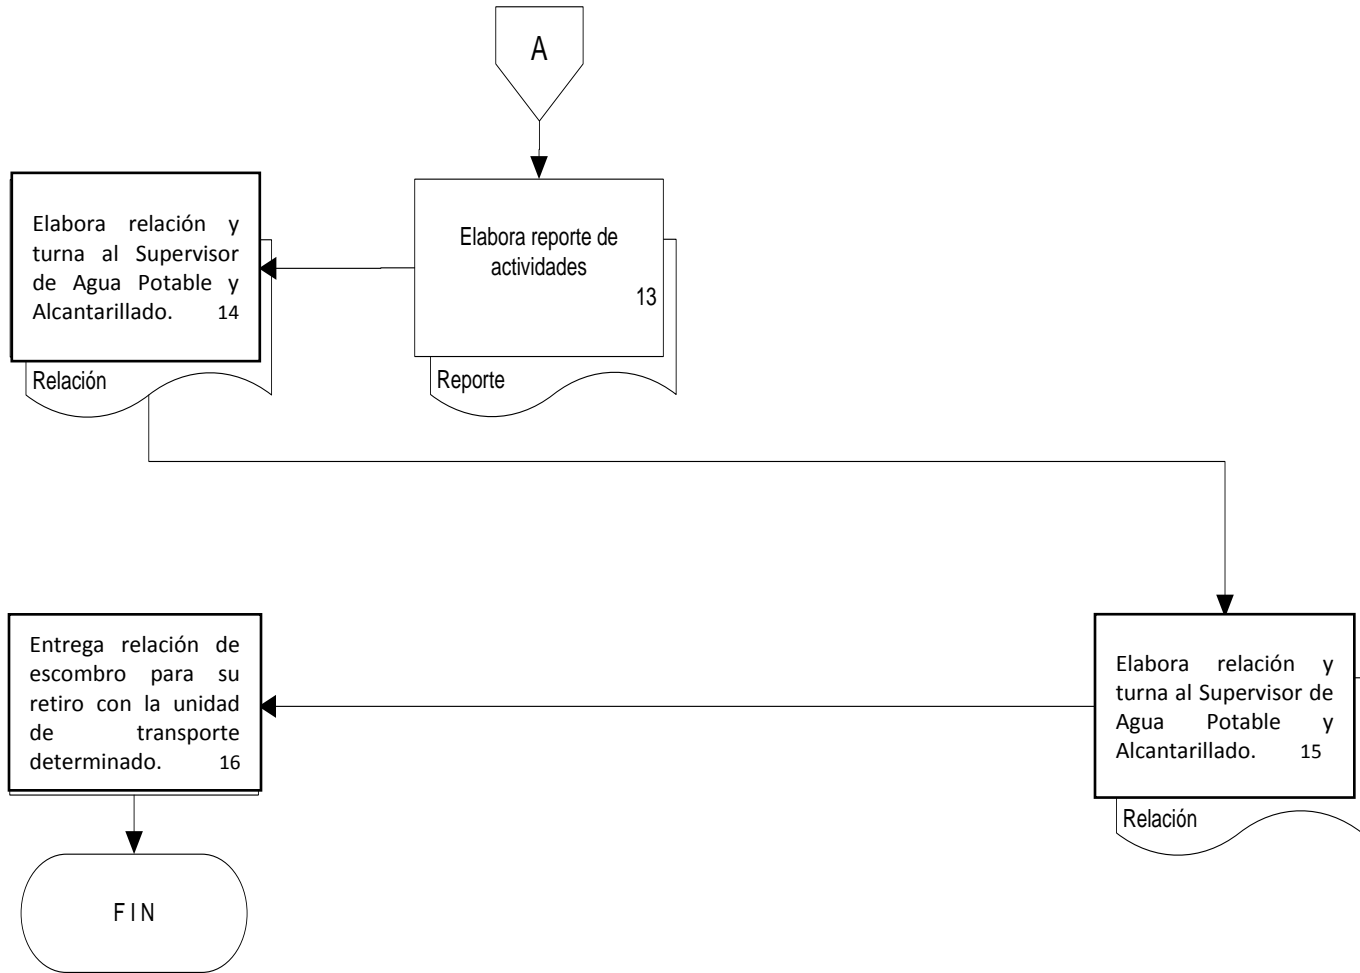 A
Elabora reporte de
actividades
13
Reporte
Elabora relación y
turna al Supervisor
de Agua Potable y
Alcantarillado. 14
Relación
Elabora relación y
turna al Supervisor de
Agua Potable y
Alcantarillado. 15
Relación
Entrega relación de
escombro para su
retiro con la unidad
de transporte
determinado. 16
FIN